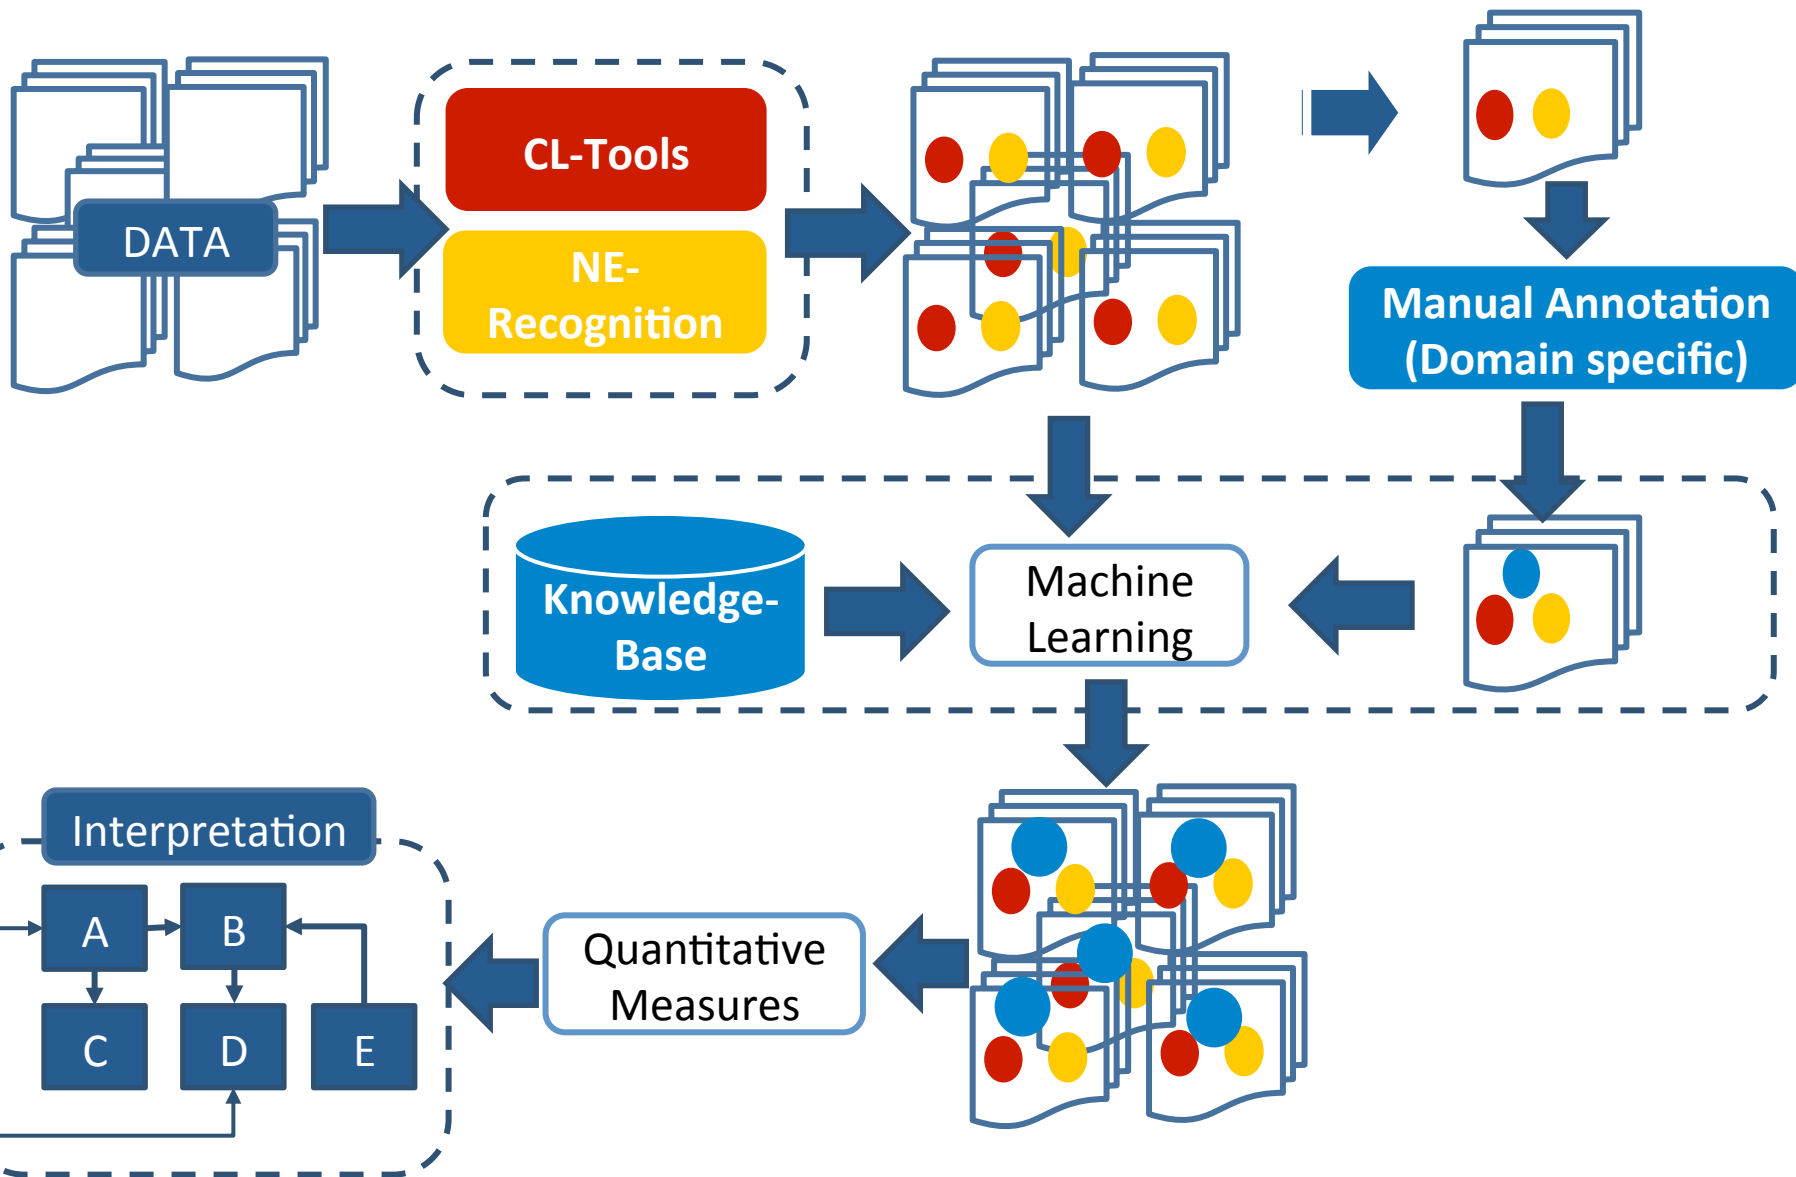 DATA
CL-Tools
NE-
Recognition
Manual Annotation
(Domain specific)
Knowledge-
Base
Machine
Learning
Interpretation
A
B
C
D
E
Quantitative
Measures